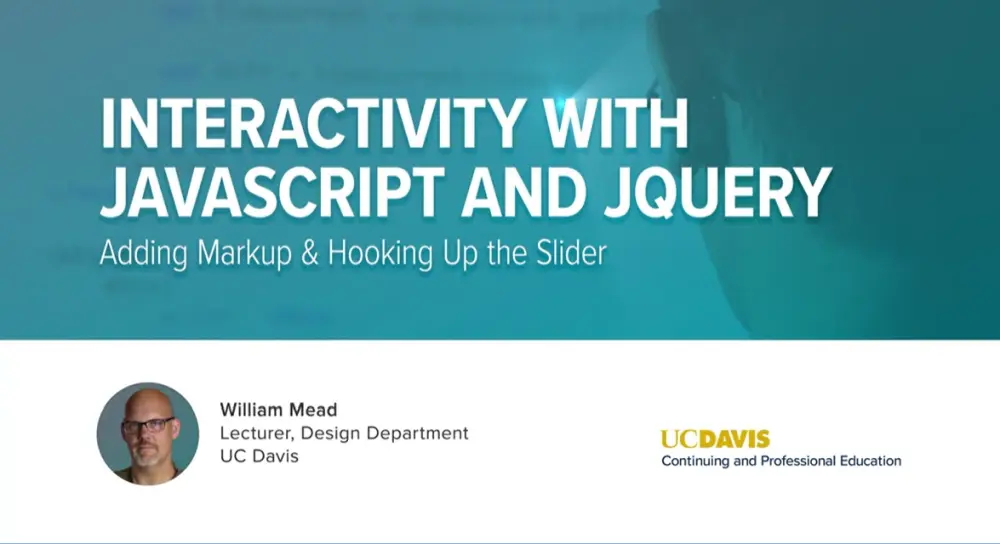 INTERACTIVITY WITH
JAVASCRIPT AND JQUERY
Adding Markup & Hooking Up the Slider
William Mead
Lecturer, Design Department
UC Davis
UCDAVIS
Continuing and Professional Education